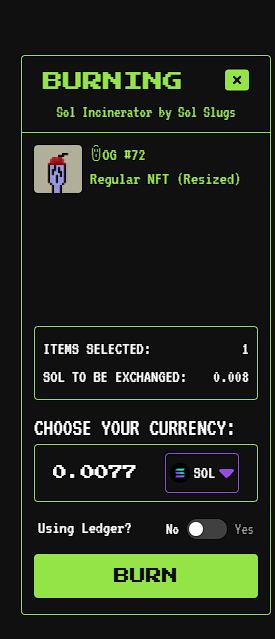 BURNING
Sol Incinerator by Sol Slugs
OG #72
Regular NFT (Resized)
ITEMS SELECTED: 1
SOL TO BE EXCHANGED: 0.008
CHOOSE YOUR CURRENCY:
0.0077 SOL
Using Ledger? No Yes
BURN